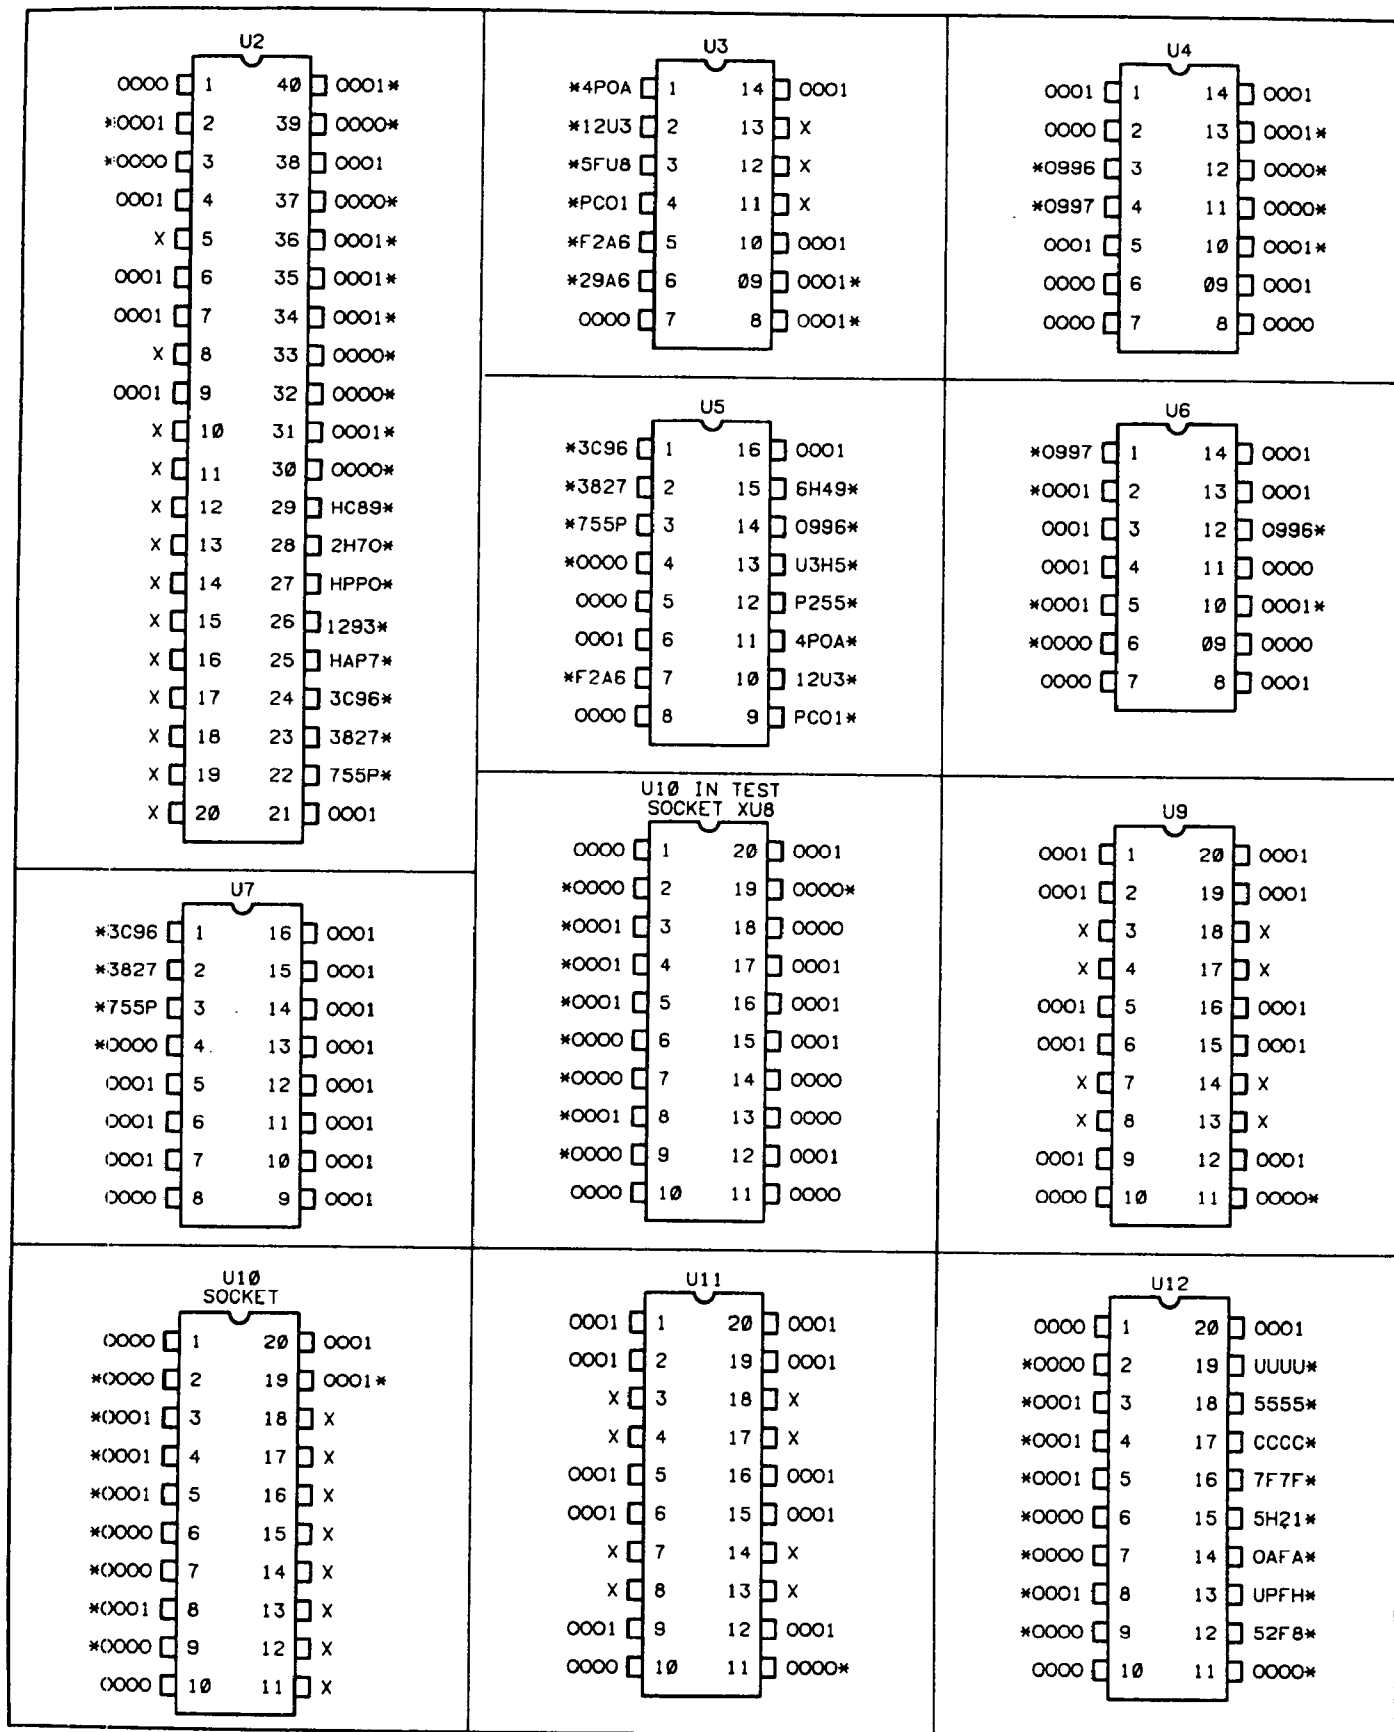 U2
0000 1 40 0001*
*0001 2 39 0000*
*0000 3 38 0001
0001 4 37 0000*
X 5 36 0001*
0001 6 35 0001*
0001 7 34 0001*
X 8 33 0000*
0001 9 32 0000*
X 10 31 0001*
X 11 30 0000*
X 12 29 HC89*
X 13 28 2H70*
X 14 27 HPP0*
X 15 26 1293*
X 16 25 HAP7*
X 17 24 3C96*
X 18 23 3827*
X 19 22 755P*
X 20 21 0001
U3
*4P0A 1 14 0001
*12U3 2 13 X
*5FU8 3 12 X
*PC01 4 11 X
*F2A6 5 10 0001
*29A6 6 09 0001*
0000 7 8 0001*
U4
0001 1 14 0001
0000 2 13 0001*
*0996 3 12 0000*
*0997 4 11 0000*
0001 5 10 0001*
0000 6 09 0001
0000 7 8 0000
U5
*3C96 1 16 0001
*3827 2 15 6H49*
*755P 3 14 0996*
*0000 4 13 U3H5*
0000 5 12 P255*
0001 6 11 4P0A*
*F2A6 7 10 12U3*
0000 8 9 PC01*
U6
*0997 1 14 0001
*0001 2 13 0001
0001 3 12 0996*
0001 4 11 0000
*0001 5 10 0001*
*0000 6 09 0000
0000 7 8 0001
U7
*3C96 1 16 0001
*3827 2 15 0001
*755P 3 14 0001
*0000 4 13 0001
0001 5 12 0001
0001 6 11 0001
0001 7 10 0001
0000 8 9 0001
U10 IN TEST
SOCKET XU8
0000 1 20 0001
*0000 2 19 0000*
*0001 3 18 0000
*0001 4 17 0001
*0001 5 16 0001
*0000 6 15 0001
*0000 7 14 0000
*0001 8 13 0000
*0000 9 12 0001
0000 10 11 0000
U9
0001 1 20 0001
0001 2 19 0001
X 3 18 X
X 4 17 X
0001 5 16 0001
0001 6 15 0001
X 7 14 X
X 8 13 X
0001 9 12 0001
0000 10 11 0000*
U10
SOCKET
0000 1 20 0001
*0000 2 19 0001*
*0001 3 18 X
*0001 4 17 X
*0001 5 16 X
*0000 6 15 X
*0000 7 14 X
*0001 8 13 X
*0000 9 12 X
0000 10 11 X
U11
0001 1 20 0001
0001 2 19 0001
X 3 18 X
X 4 17 X
0001 5 16 0001
0001 6 15 0001
X 7 14 X
X 8 13 X
0001 9 12 0001
0000 10 11 0000*
U12
0000 1 20 0001
*0000 2 19 UUUU*
*0001 3 18 5555*
*0001 4 17 CCCC*
*0001 5 16 7F7F*
*0000 6 15 5H21*
*0000 7 14 0AFA*
*0001 8 13 UPFH*
*0000 9 12 52F8*
0000 10 11 0000*